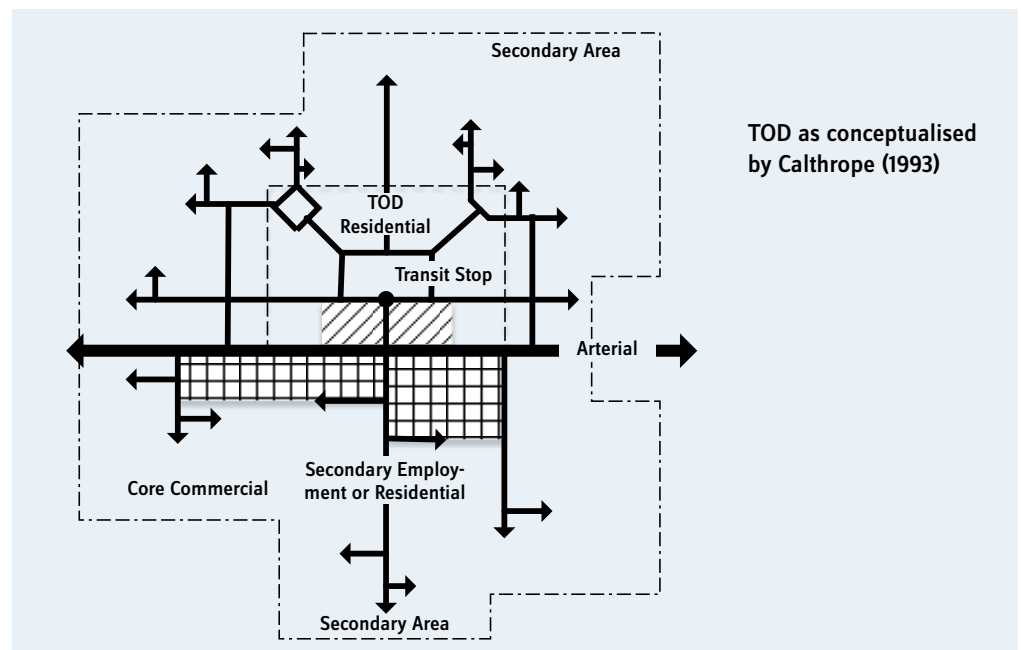 Secondary Area
TOD as conceptualised
by Calthrope (1993)
TOD
Residential
Transit Stop
Arterial
Secondary Employ-
ment or Residential
Core Commercial
Secondary Area